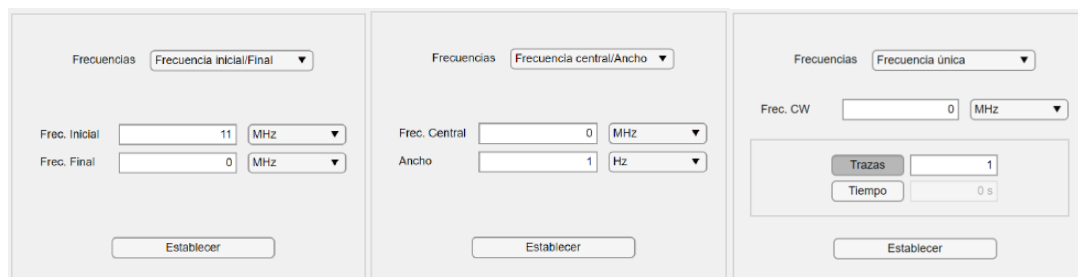 Frecuencias Frecuencia inicial/Final ▼
Frec. Inicial 11 MHz ▼
Frec. Final 0 MHz ▼
Establecer
Frecuencias Frecuencia central/Ancho ▼
Frec. Central 0 MHz ▼
Ancho 1 Hz ▼
Establecer
Frecuencias Frecuencia única ▼
Frec. CW 0 MHz ▼
Trazas 1
Tiempo 0 s
Establecer